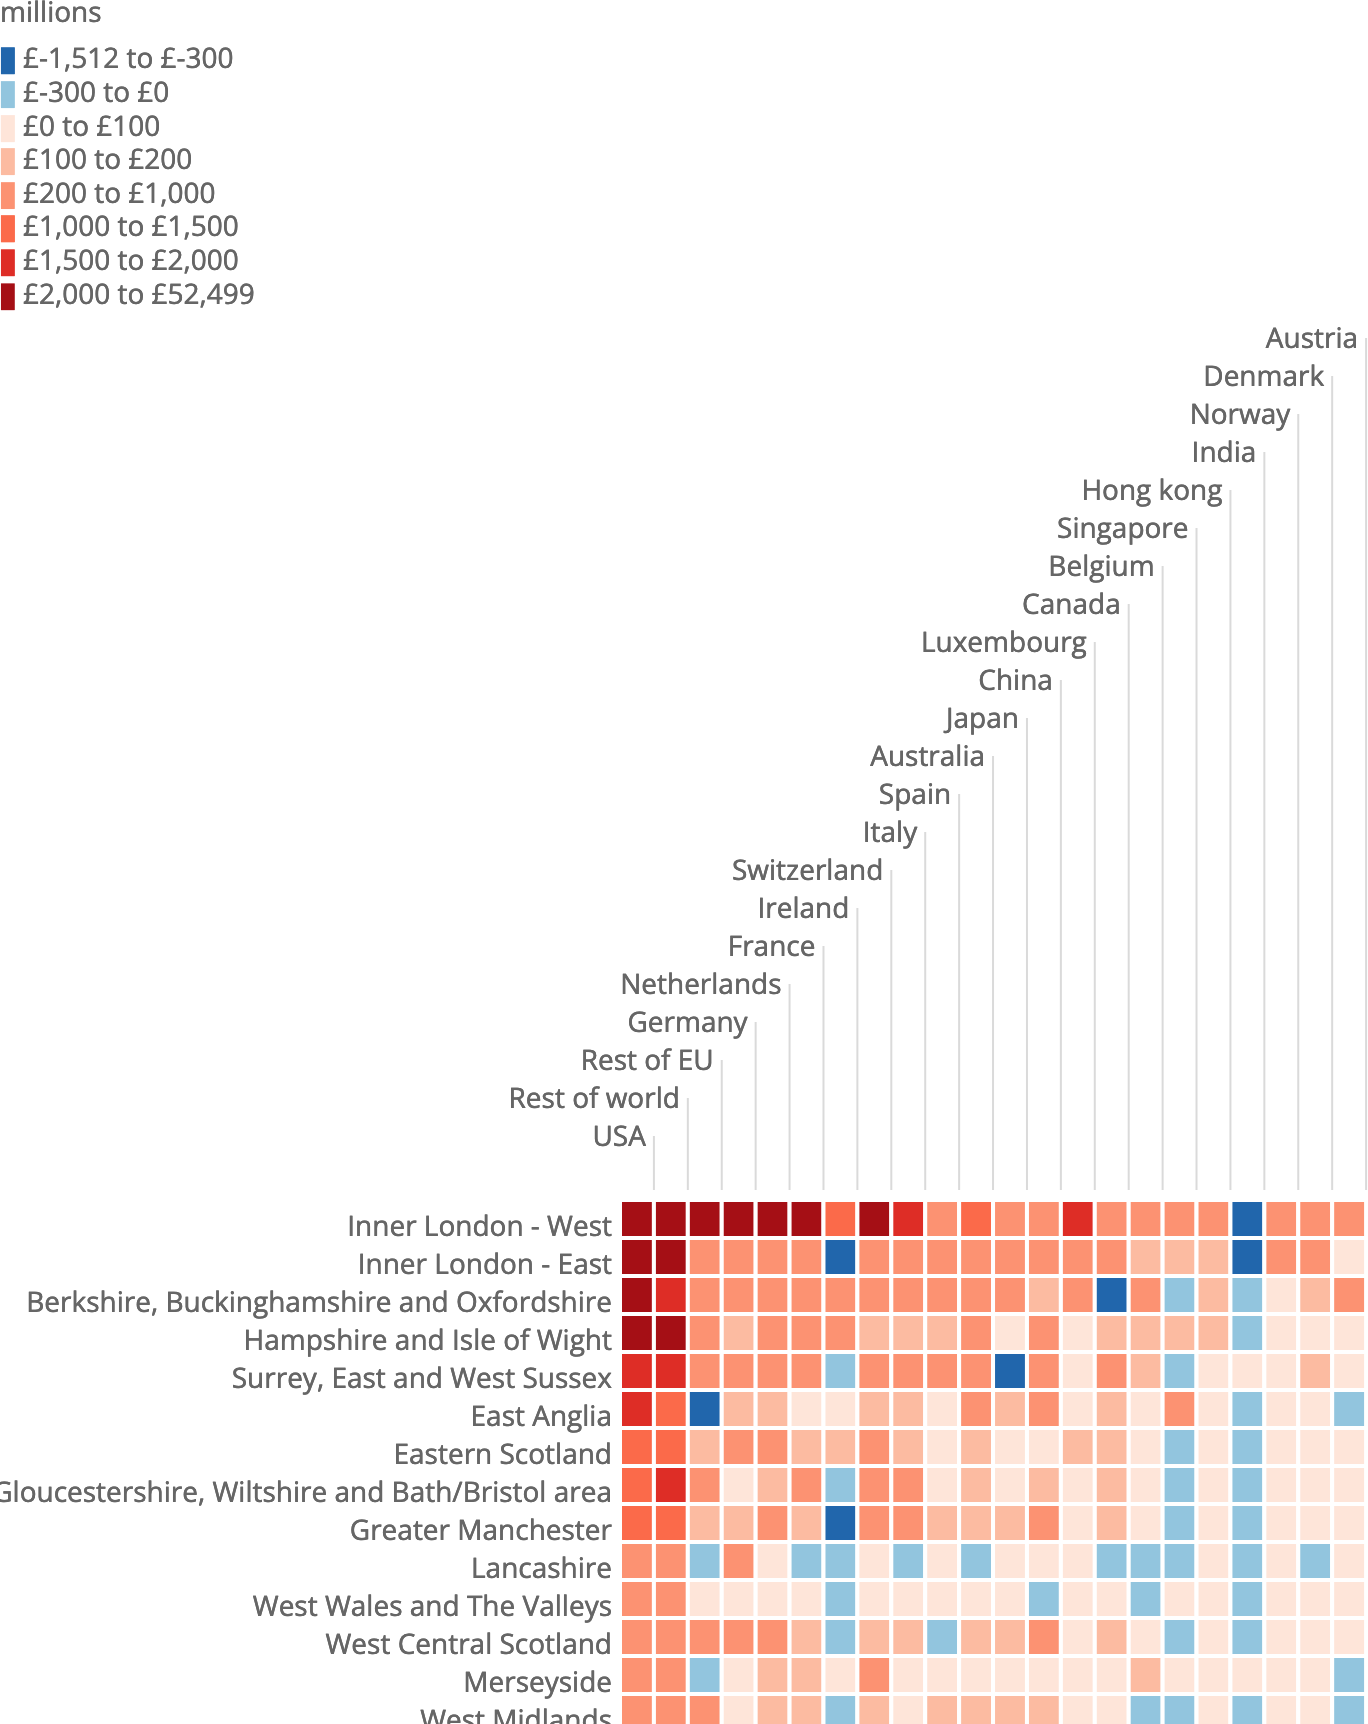 millions
£-1,512 to £-300
£-300 to £0
£0 to £100
£100 to £200
£200 to £1,000
£1,000 to £1,500
£1,500 to £2,000
£2,000 to £52,499
Austria
Denmark
Norway
India
Hong kong
Singapore
Belgium
Canada
Luxembourg
China
Japan
Australia
Spain
Italy
Switzerland
Ireland
France
Netherlands
Germany
Rest of EU
Rest of world
USA
Inner London - West
Inner London - East
Berkshire, Buckinghamshire and Oxfordshire
Hampshire and Isle of Wight
Surrey, East and West Sussex
East Anglia
Eastern Scotland
Gloucestershire, Wiltshire and Bath/Bristol area
Greater Manchester
Lancashire
West Wales and The Valleys
West Central Scotland
Merseyside
West Midlands